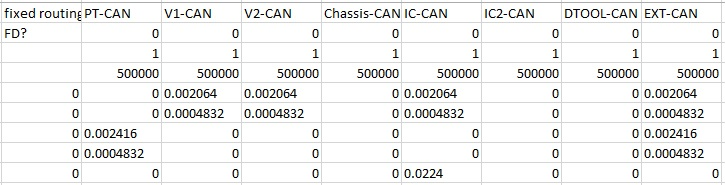 fixed routing PT-CAN V1-CAN V2-CAN Chassis-CAN IC-CAN IC2-CAN DTOOL-CAN EXT-CAN
FD? 0 0 0 0 0 0 0 0
1 1 1 1 1 1 1 1
500000 500000 500000 500000 500000 500000 500000 500000
0 0 0.002064 0.002064 0 0.002064 0 0 0.002064
0 0 0.0004832 0.0004832 0 0.0004832 0 0 0.0004832
0 0.002416 0 0 0 0 0 0 0.002416
0 0.0004832 0 0 0 0 0 0 0.0004832
0 0 0 0 0 0.0224 0 0 0